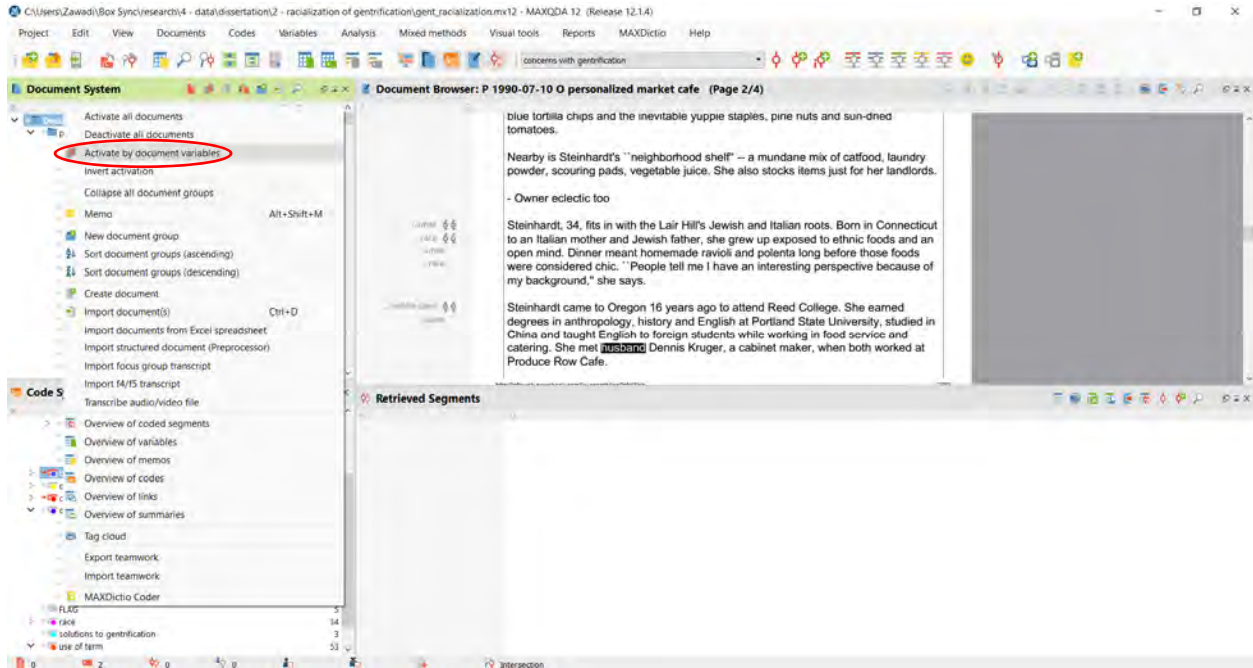 C:\Users\Zawadi\Box Sync\research\4 - data\dissertation\2 - racialization of gentrification\gent_racialization.mx12 - MAXQDA 12 (Release 12.1.4)
Project Edit View Documents Codes Variables Analysis Mixed methods Visual tools Reports MAXDictio Help
concerns with gentrification
Document System
Activate all documents
Deactivate all documents
Activate by document variables
Invert activation
Collapse all document groups
Memo Alt+Shift+M
New document group
Sort document groups (ascending)
Sort document groups (descending)
Create document
Import document(s) Ctrl+D
Import documents from Excel spreadsheet
Import structured document (Preprocessor)
Import focus group transcript
Import f4/f5 transcript
Transcribe audio/video file
Overview of coded segments
Overview of variables
Overview of memos
Overview of codes
Overview of links
Overview of summaries
Tag cloud
Export teamwork
Import teamwork
MAXDictio Coder
Code S
FLAG 5
race 14
solutions to gentrification 3
use of term 53
Document Browser: P 1990-07-10 O personalized market cafe (Page 2/4)
blue tortilla chips and the inevitable yuppie staples, pine nuts and sun-dried
tomatoes.
Nearby is Steinhardt's ``neighborhood shelf'' -- a mundane mix of catfood, laundry
powder, scouring pads, vegetable juice. She also stocks items just for her landlords.
- Owner eclectic too
Steinhardt, 34, fits in with the Lair Hill's Jewish and Italian roots. Born in Connecticut
to an Italian mother and Jewish father, she grew up exposed to ethnic foods and an
open mind. Dinner meant homemade ravioli and polenta long before those foods
were considered chic. ``People tell me I have an interesting perspective because of
my background,'' she says.
Steinhardt came to Oregon 16 years ago to attend Reed College. She earned
degrees in anthropology, history and English at Portland State University, studied in
China and taught English to foreign students while working in food service and
catering. She met husband Dennis Kruger, a cabinet maker, when both worked at
Produce Row Cafe.
Retrieved Segments
0 2 0 0 Intersection